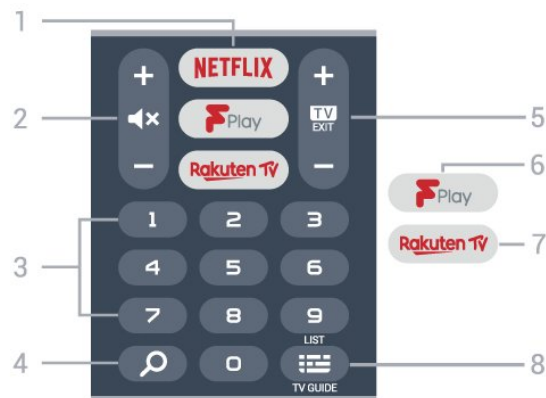 1
+ NETFLIX +
2 F Play TV EXIT 5
− Rakuten TV −
6
F Play
1 2 3
Rakuten TV 7
3 4 5 6
7 8 9
LIST
4 0 8
TV GUIDE